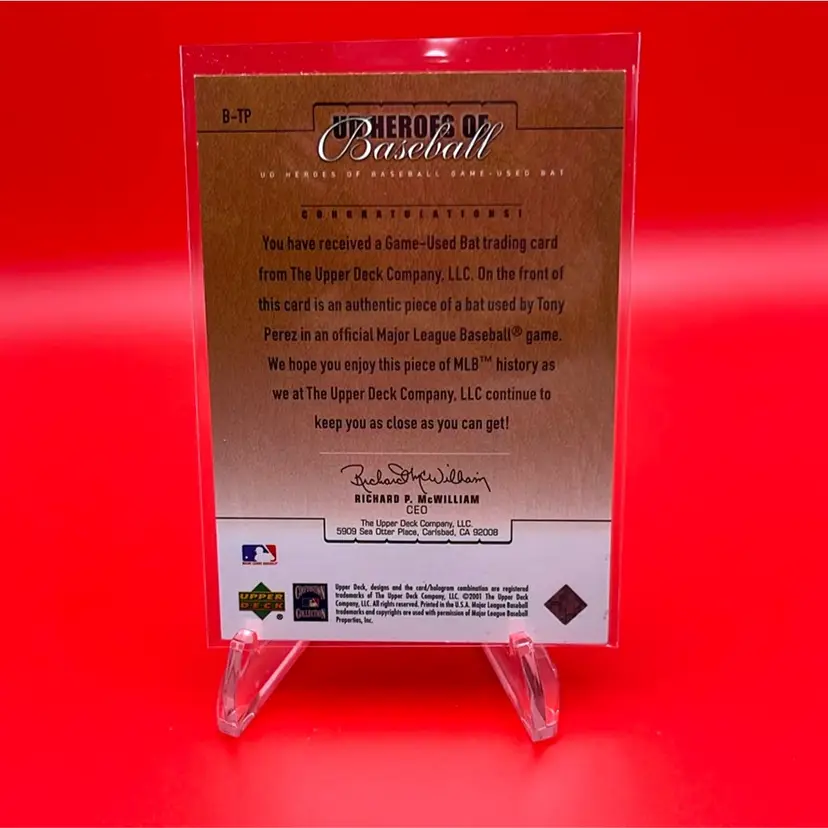 B-TP
UD HEROES OF
Baseball
UD HEROES OF BASEBALL GAME-USED BAT
CONGRATULATIONS!
You have received a Game-Used Bat trading card
from The Upper Deck Company, LLC. On the front of
this card is an authentic piece of a bat used by Tony
Perez in an official Major League Baseball® game.
We hope you enjoy this piece of MLB™ history as
we at The Upper Deck Company, LLC continue to
keep you as close as you can get!
Richard McWilliam
RICHARD P. McWILLIAM
CEO
The Upper Deck Company, LLC.
5909 Sea Otter Place, Carlsbad, CA 92008
UPPER
DECK
®
COOPERSTOWN
COLLECTION
Upper Deck, designs and the card/hologram combination are registered
trademarks of The Upper Deck Company, LLC. ©2001 The Upper Deck
Company, LLC. All rights reserved. Printed in the U.S.A. Major League Baseball
trademarks and copyrights are used with permission of Major League Baseball
Properties, Inc.